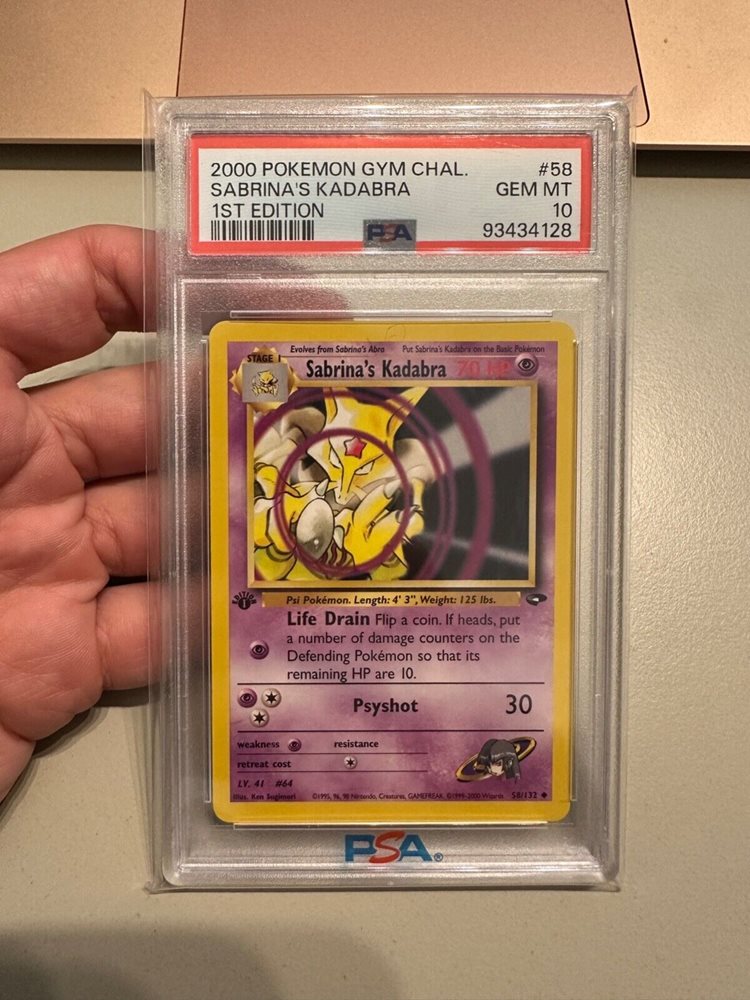 2000 POKEMON GYM CHAL. #58
SABRINA'S KADABRA GEM MT
1ST EDITION 10
PSA 93434128
Evolves from Sabrina's Abra Put Sabrina's Kadabra on the Basic Pokémon
STAGE 1
Sabrina's Kadabra 70 HP
EDITION 1
Psi Pokémon. Length: 4' 3", Weight: 125 lbs.
Life Drain Flip a coin. If heads, put
a number of damage counters on the
Defending Pokémon so that its
remaining HP are 10.
Psyshot 30
weakness resistance
retreat cost
LV. 41 #64
Illus. Ken Sugimori ©1995, 96, 98 Nintendo, Creatures, GAMEFREAK. ©1999-2000 Wizards. 58/132
PSA®